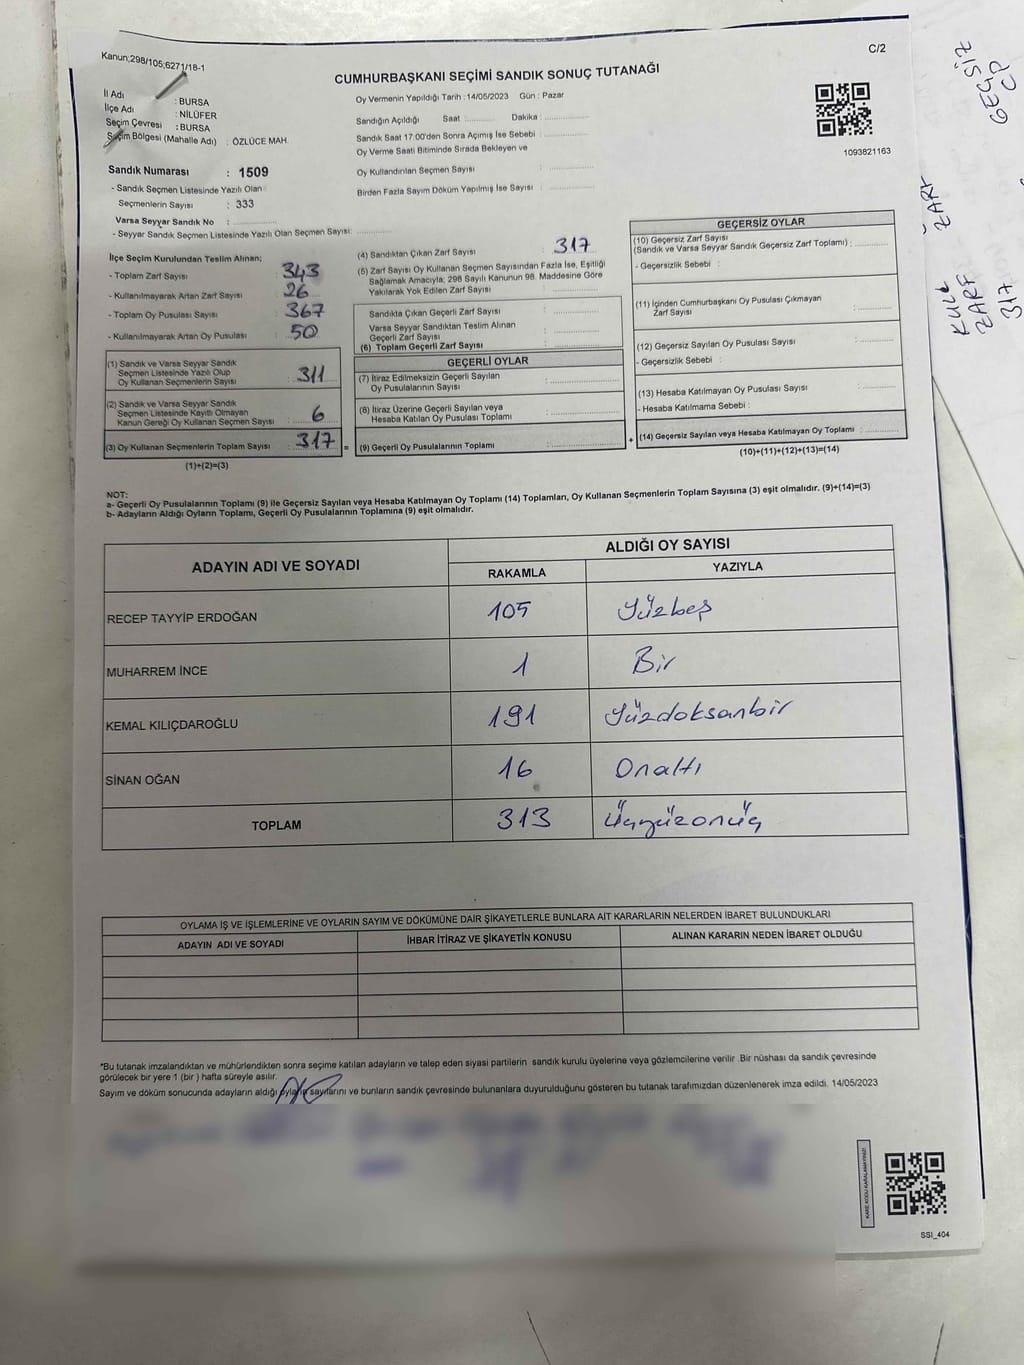 Kanun;298/105;6271/18-1
C/2
CUMHURBAŞKANI SEÇİMİ SANDIK SONUÇ TUTANAĞI
İl Adı : BURSA
İlçe Adı : NİLÜFER
Seçim Çevresi : BURSA
Seçim Bölgesi (Mahalle Adı) : ÖZLÜCE MAH.
Sandık Numarası : 1509
- Sandık Seçmen Listesinde Yazılı Olan
Seçmenlerin Sayısı : 333
Varsa Seyyar Sandık No :
- Seyyar Sandık Seçmen Listesinde Yazılı Olan Seçmen Sayısı:
Oy Vermenin Yapıldığı Tarih :14/05/2023 Gün : Pazar
Sandığın Açıldığı Saat : Dakika :
Sandık Saat 17.00'den Sonra Açımış İse Sebebi :
Oy Verme Saati Bitiminde Sırada Bekleyen ve
Oy Kullandırılan Seçmen Sayısı :
Birden Fazla Sayım Döküm Yapılmış İse Sayısı :
1093821163
İlçe Seçim Kurulundan Teslim Alınan;
- Toplam Zarf Sayısı : 343
- Kullanılmayarak Artan Zarf Sayısı : 26
- Toplam Oy Pusulası Sayısı : 367
- Kullanılmayarak Artan Oy Pusulası : 50
(1) Sandık ve Varsa Seyyar Sandık
Seçmen Listesinde Yazılı Olup
Oy Kullanan Seçmenlerin Sayısı : 311
(2) Sandık ve Varsa Seyyar Sandık
Seçmen Listesinde Kayıtlı Olmayan
Kanun Gereği Oy Kullanan Seçmen Sayısı : 6
(3) Oy Kullanan Seçmenlerin Toplam Sayısı : 317 =
(1)+(2)=(3)
(4) Sandıktan Çıkan Zarf Sayısı : 317
(5) Zarf Sayısı Oy Kullanan Seçmen Sayısından Fazla İse, Eşitliği
Sağlamak Amacıyla; 298 Sayılı Kanunun 98. Maddesine Göre
Yakılarak Yok Edilen Zarf Sayısı :
Sandıkta Çıkan Geçerli Zarf Sayısı :
Varsa Seyyar Sandıktan Teslim Alınan
Geçerli Zarf Sayısı :
(6) Toplam Geçerli Zarf Sayısı :
GEÇERLİ OYLAR
(7) İtiraz Edilmeksizin Geçerli Sayılan
Oy Pusulalarının Sayısı :
(8) İtiraz Üzerine Geçerli Sayılan veya
Hesaba Katılan Oy Pusulası Toplamı :
(9) Geçerli Oy Pusulalarının Toplamı : +
GEÇERSİZ OYLAR
(10) Geçersiz Zarf Sayısı
(Sandık ve Varsa Seyyar Sandık Geçersiz Zarf Toplamı) :
- Geçersizlik Sebebi :
(11) İçinden Cumhurbaşkanı Oy Pusulası Çıkmayan
Zarf Sayısı :
(12) Geçersiz Sayılan Oy Pusulası Sayısı :
- Geçersizlik Sebebi :
(13) Hesaba Katılmayan Oy Pusulası Sayısı :
- Hesaba Katılmama Sebebi :
(14) Geçersiz Sayılan veya Hesaba Katılmayan Oy Toplamı :
(10)+(11)+(12)+(13)=(14)
NOT:
a- Geçerli Oy Pusulalarının Toplamı (9) ile Geçersiz Sayılan veya Hesaba Katılmayan Oy Toplamı (14) Toplamları, Oy Kullanan Seçmenlerin Toplam Sayısına (3) eşit olmalıdır. (9)+(14)=(3)
b- Adayların Aldığı Oyların Toplamı, Geçerli Oy Pusulalarının Toplamına (9) eşit olmalıdır.
ADAYIN ADI VE SOYADI
ALDIĞI OY SAYISI
RAKAMLA YAZIYLA
RECEP TAYYİP ERDOĞAN 105 Yüzbeş
MUHARREM İNCE 1 Bir
KEMAL KILIÇDAROĞLU 191 Yüzdoksanbir
SİNAN OĞAN 16 Onaltı
TOPLAM 313 Üçyüzonüç
OYLAMA İŞ VE İŞLEMLERİNE VE OYLARIN SAYIM VE DÖKÜMÜNE DAİR ŞİKAYETLERLE BUNLARA AİT KARARLARIN NELERDEN İBARET BULUNDUKLARI
ADAYIN ADI VE SOYADI İHBAR İTİRAZ VE ŞİKAYETİN KONUSU ALINAN KARARIN NEDEN İBARET OLDUĞU
*Bu tutanak imzalandıktan ve mühürlendikten sonra seçime katılan adayların ve talep eden siyasi partilerin sandık kurulu üyelerine veya gözlemcilerine verilir .Bir nüshası da sandık çevresinde
görülecek bir yere 1 (bir ) hafta süreyle asılır.
Sayım ve döküm sonucunda adayların aldığı oyların sayılarını ve bunların sandık çevresinde bulunanlara duyurulduğunu gösteren bu tutanak tarafımızdan düzenlenerek imza edildi. 14/05/2023
KARE KODU KARALAMAYINIZ!
SSI_404
ZARF
ZARF
317